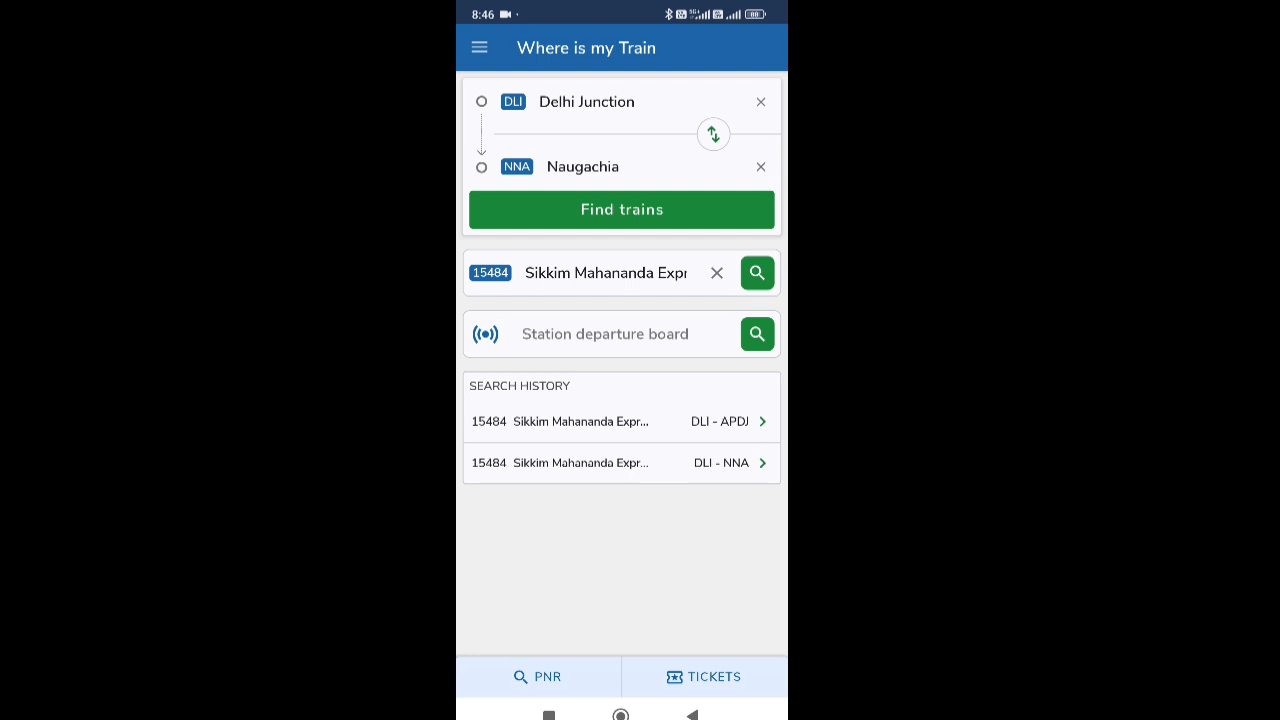 8:46
Where is my Train
DLI Delhi Junction
NNA Naugachia
Find trains
15484 Sikkim Mahananda Expr
Station departure board
SEARCH HISTORY
15484 Sikkim Mahananda Expr... DLI - APDJ
15484 Sikkim Mahananda Expr... DLI - NNA
PNR TICKETS